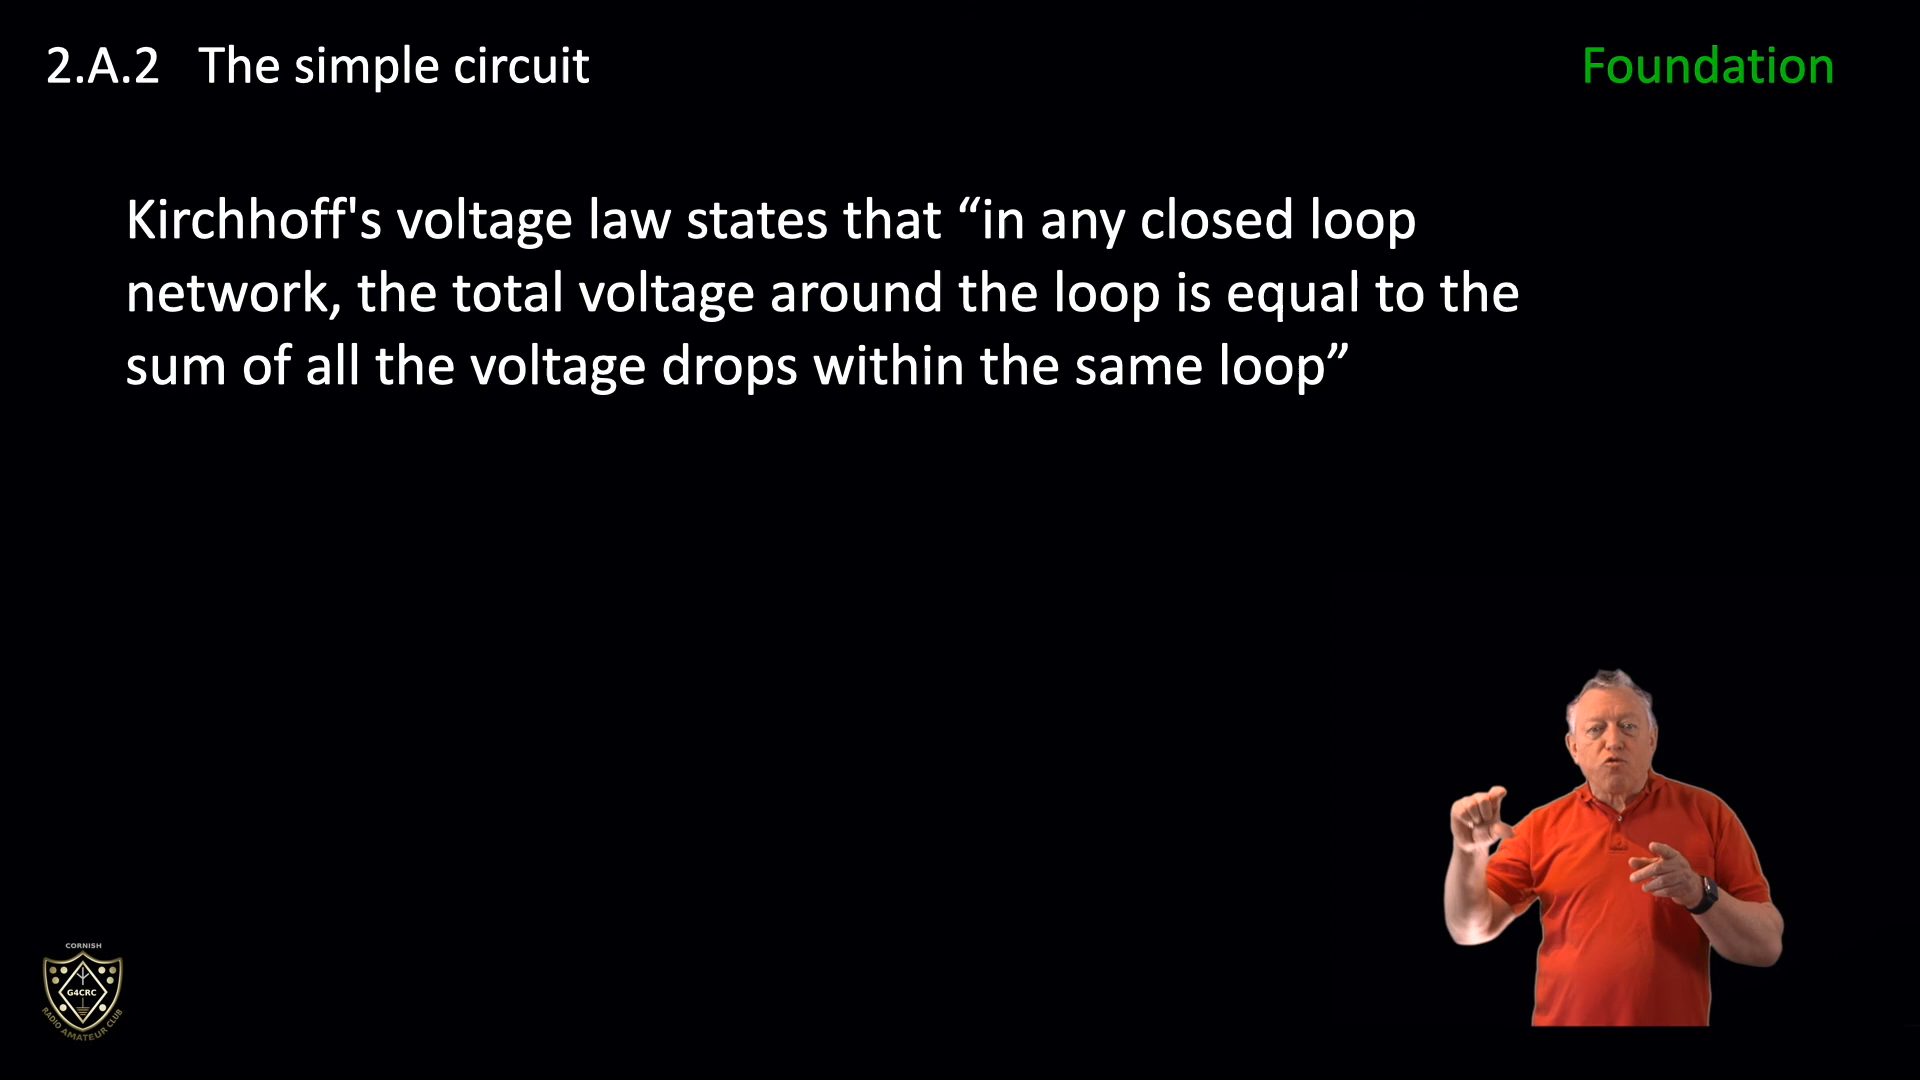 2.A.2 The simple circuit
Foundation
Kirchhoff's voltage law states that “in any closed loop
network, the total voltage around the loop is equal to the
sum of all the voltage drops within the same loop”
CORNISH
G4CRC
RADIO AMATEUR CLUB